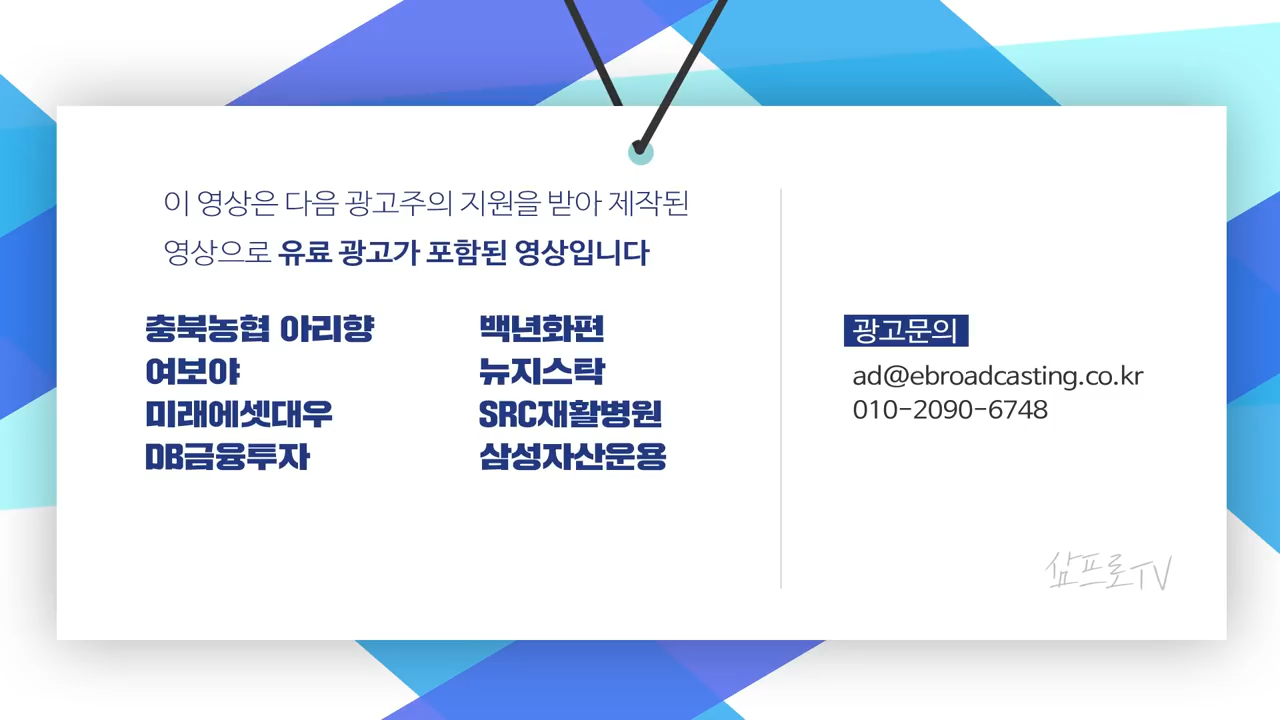 이 영상은 다음 광고주의 지원을 받아 제작된
영상으로 유료 광고가 포함된 영상입니다
충북농협 아리향
여보야
미래에셋대우
DB금융투자
백년화편
뉴지스탁
SRC재활병원
삼성자산운용
광고문의
ad@ebroadcasting.co.kr
010-2090-6748
삼프로TV